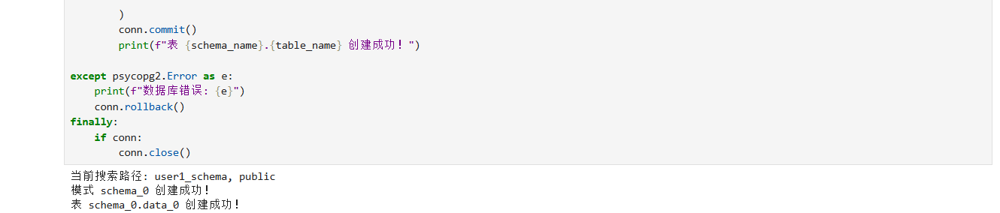 )
        conn.commit()
        print(f"表 {schema_name}.{table_name} 创建成功！")
except psycopg2.Error as e:
    print(f"数据库错误: {e}")
    conn.rollback()
finally:
    if conn:
        conn.close()
当前搜索路径: user1_schema, public
模式 schema_0 创建成功！
表 schema_0.data_0 创建成功！